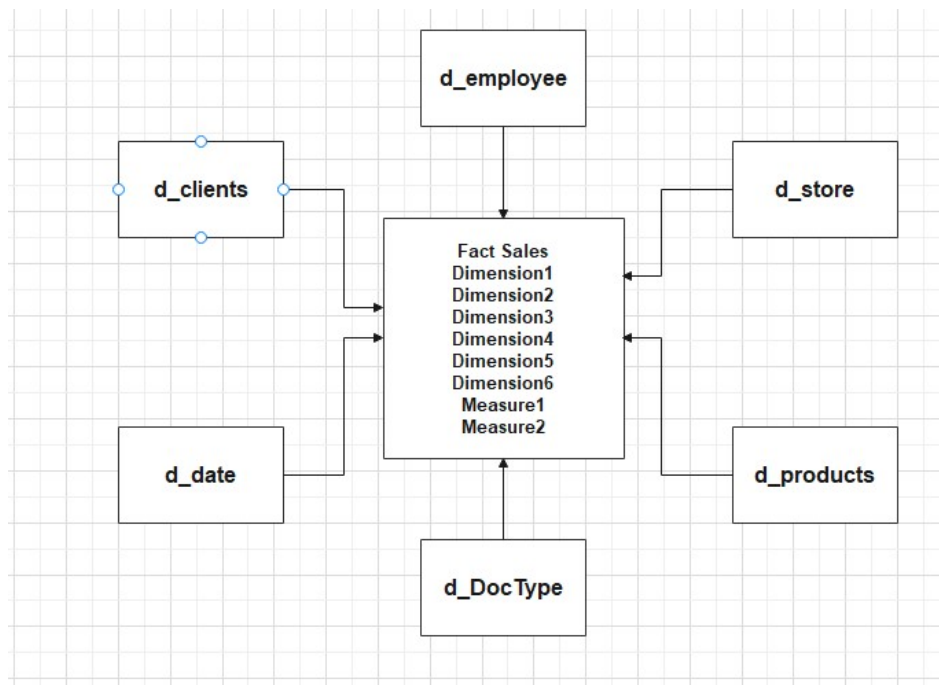 d_employee
d_clients
d_store
Fact Sales
Dimension1
Dimension2
Dimension3
Dimension4
Dimension5
Dimension6
Measure1
Measure2
d_date
d_products
d_DocType